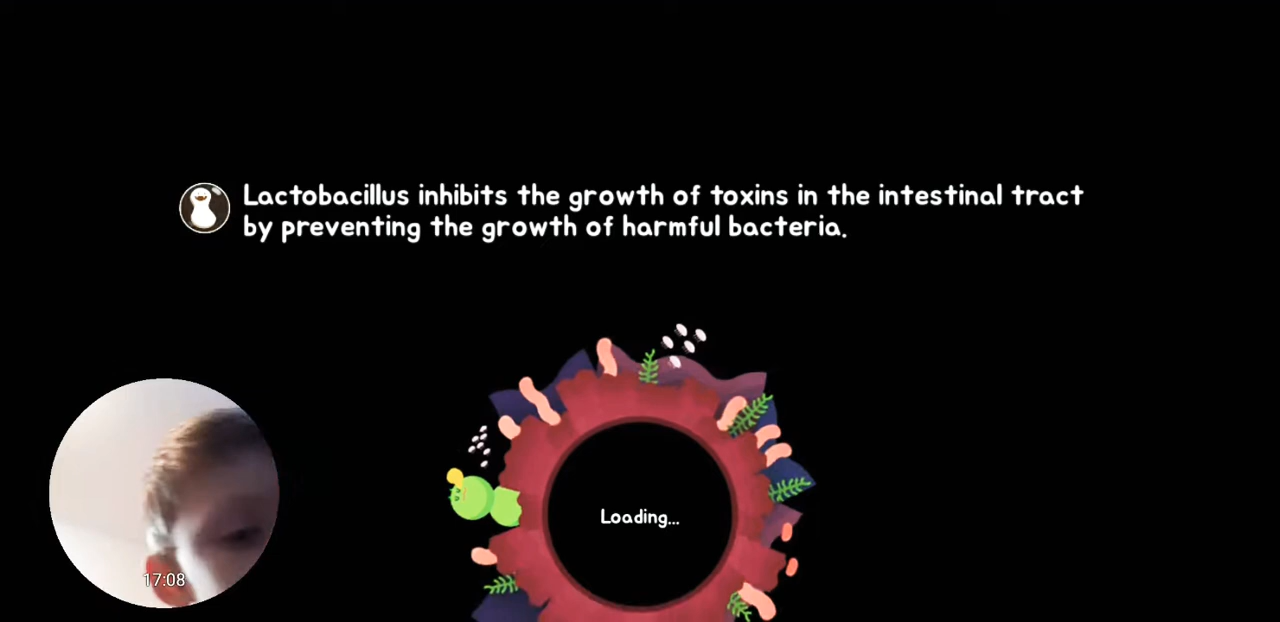 Lactobacillus inhibits the growth of toxins in the intestinal tract
by preventing the growth of harmful bacteria.
Loading...
17:08